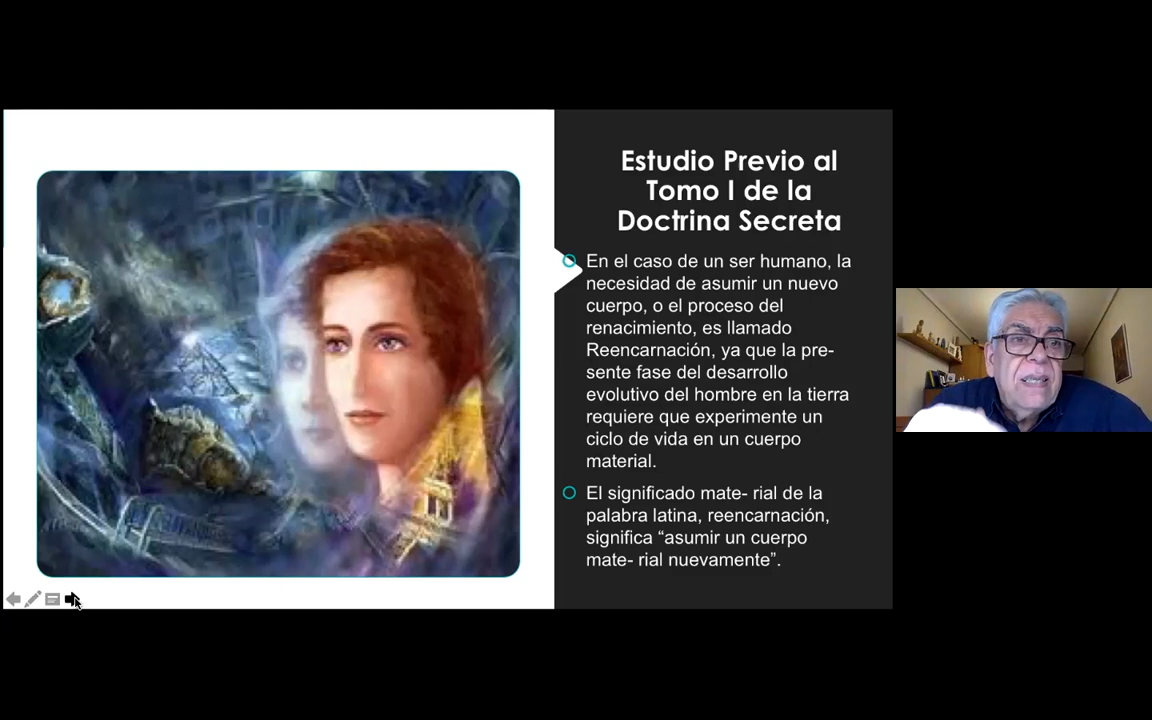 Estudio Previo al
Tomo I de la
Doctrina Secreta
En el caso de un ser humano, la
necesidad de asumir un nuevo
cuerpo, o el proceso del
renacimiento, es llamado
Reencarnación, ya que la pre-
sente fase del desarrollo
evolutivo del hombre en la tierra
requiere que experimente un
ciclo de vida en un cuerpo
material.
El significado mate- rial de la
palabra latina, reencarnación,
significa “asumir un cuerpo
mate- rial nuevamente”.